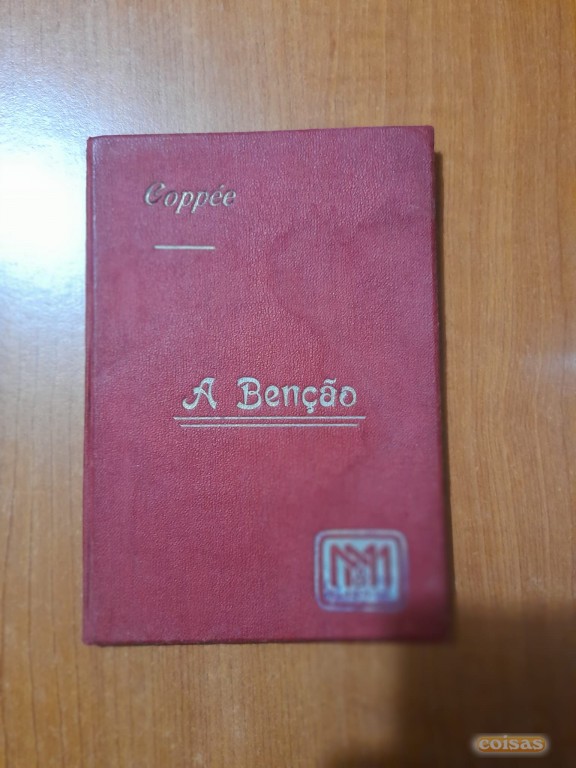 Coppée
A Benção
coisas